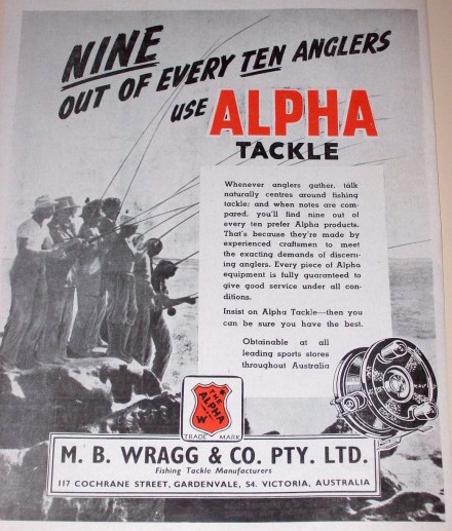 NINE
OUT OF EVERY TEN ANGLERS
USE ALPHA
TACKLE
Whenever anglers gather, talk
naturally centres around fishing
tackle; and when notes are com-
pared, you'll find nine out of
every ten prefer Alpha products.
That's because they're made by
experienced craftsmen to meet
the exacting demands of discern-
ing anglers. Every piece of Alpha
equipment is fully guaranteed to
give good service under all con-
ditions.
Insist on Alpha Tackle—then you
can be sure you have the best.
Obtainable at all
leading sports stores
throughout Australia
THE
ALPHA
W
TRADE MARK
M. B. WRAGG & CO. PTY. LTD.
Fishing Tackle Manufacturers
117 COCHRANE STREET, GARDENVALE, S4. VICTORIA, AUSTRALIA